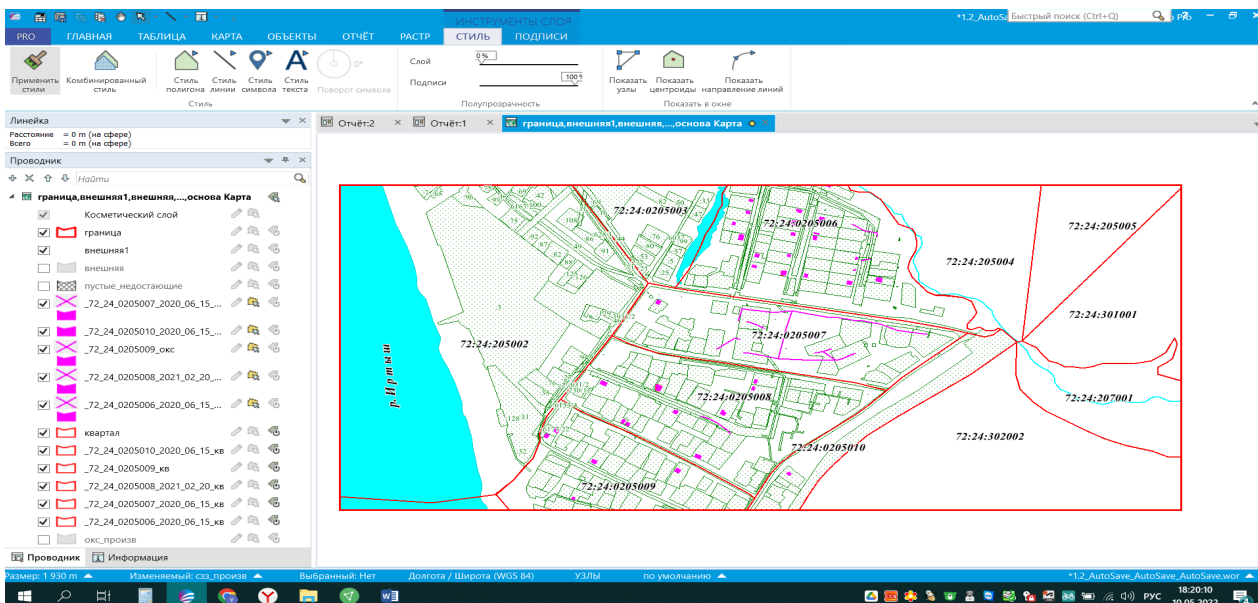 ИНСТРУМЕНТЫ СЛОЯ
*1.2_AutoSa
Быстрый поиск (Ctrl+Q)
PRO ГЛАВНАЯ ТАБЛИЦА КАРТА ОБЪЕКТЫ ОТЧЁТ РАСТР СТИЛЬ ПОДПИСИ
Применить стили
Комбинированный стиль
Стиль полигона
Стиль линии
Стиль символа
Стиль текста
Поворот символа
0°
Стиль
Слой 0 %
Подписи 100 %
Полупрозрачность
Показать узлы
Показать центроиды
Показать направление линий
Показать в окне
Линейка
Расстояние = 0 m (на сфере)
Всего = 0 m (на сфере)
Проводник
Найти
граница,внешняя1,внешняя,...,основа Карта
Косметический слой
граница
внешняя1
внешняя
пустые_недостающие
_72_24_0205007_2020_06_15_...
_72_24_0205010_2020_06_15_...
_72_24_0205009_окс
_72_24_0205008_2021_02_20_...
_72_24_0205006_2020_06_15_...
квартал
_72_24_0205010_2020_06_15_кв
_72_24_0205009_кв
_72_24_0205008_2021_02_20_кв
_72_24_0205007_2020_06_15_кв
_72_24_0205006_2020_06_15_кв
окс_произв
Проводник Информация
Отчёт:2 Отчёт:1 граница,внешняя1,внешняя,...,основа Карта
72:24:0205003
72:24:0205006
72:24:205005
72:24:205004
72:24:301001
72:24:0205007
72:24:205002
р. Иртыш
72:24:0205008
72:24:207001
72:24:302002
72:24:0205010
72:24:0205009
Размер: 1 930 m Изменяемый: сзз_произв Выбранный: Нет Долгота / Широта (WGS 84) УЗЛЫ по умолчанию *1.2_AutoSave_AutoSave_AutoSave.wor
РУС
18:20:10
10.05.2022